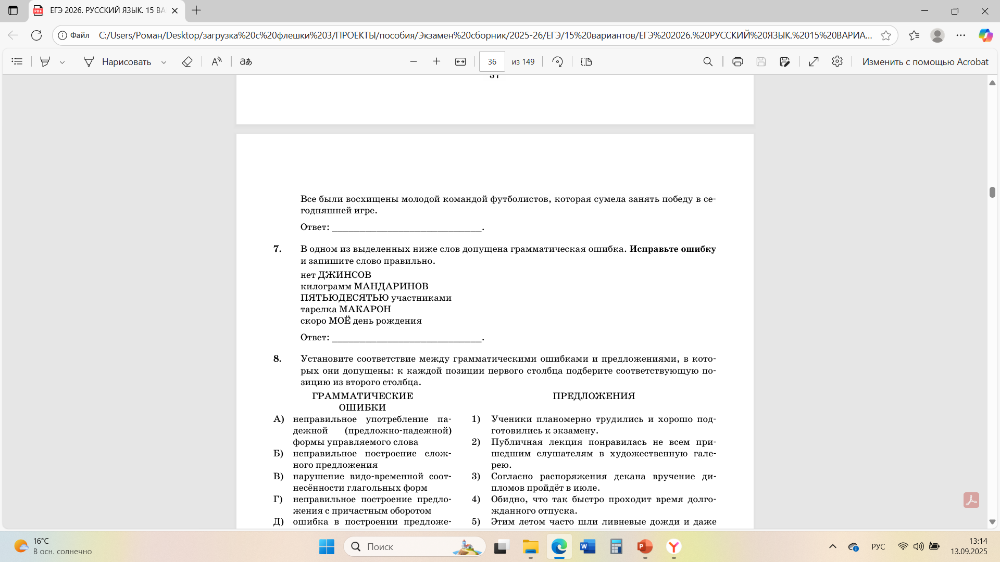 ЕГЭ 2026. РУССКИЙ ЯЗЫК. 15 ВА
Файл
C:/Users/Роман/Desktop/загрузка%20с%20флешки%203/ПРОЕКТЫ/пособия/Экзамен%20сборник/2025-26/ЕГЭ/15%20вариантов/ЕГЭ%202026.%20РУССКИЙ%20ЯЗЫК.%2015%20ВАРИА...
Нарисовать
36
из 149
Изменить с помощью Acrobat
37
Все были восхищены молодой командой футболистов, которая сумела занять победу в се-
годняшней игре.
Ответ: ______________________________.
7. В одном из выделенных ниже слов допущена грамматическая ошибка. Исправьте ошибку
и запишите слово правильно.
нет ДЖИНСОВ
килограмм МАНДАРИНОВ
ПЯТЬЮДЕСЯТЬЮ участниками
тарелка МАКАРОН
скоро МОЁ день рождения
Ответ: ______________________________.
8. Установите соответствие между грамматическими ошибками и предложениями, в кото-
рых они допущены: к каждой позиции первого столбца подберите соответствующую по-
зицию из второго столбца.
ГРАММАТИЧЕСКИЕ
ОШИБКИ
А) неправильное употребление па-
дежной (предложно-падежной)
формы управляемого слова
Б) неправильное построение слож-
ного предложения
В) нарушение видо-временной соот-
несённости глагольных форм
Г) неправильное построение предло-
жения с причастным оборотом
Д) ошибка в построении предложе-
ПРЕДЛОЖЕНИЯ
1) Ученики планомерно трудились и хорошо под-
готовились к экзамену.
2) Публичная лекция понравилась не всем при-
шедшим слушателям в художественную гале-
рею.
3) Согласно распоряжения декана вручение ди-
пломов пройдёт в июле.
4) Обидно, что так быстро проходит время долго-
жданного отпуска.
5) Этим летом часто шли ливневые дожди и даже
16°C
В осн. солнечно
Поиск
РУС
13:14
13.09.2025